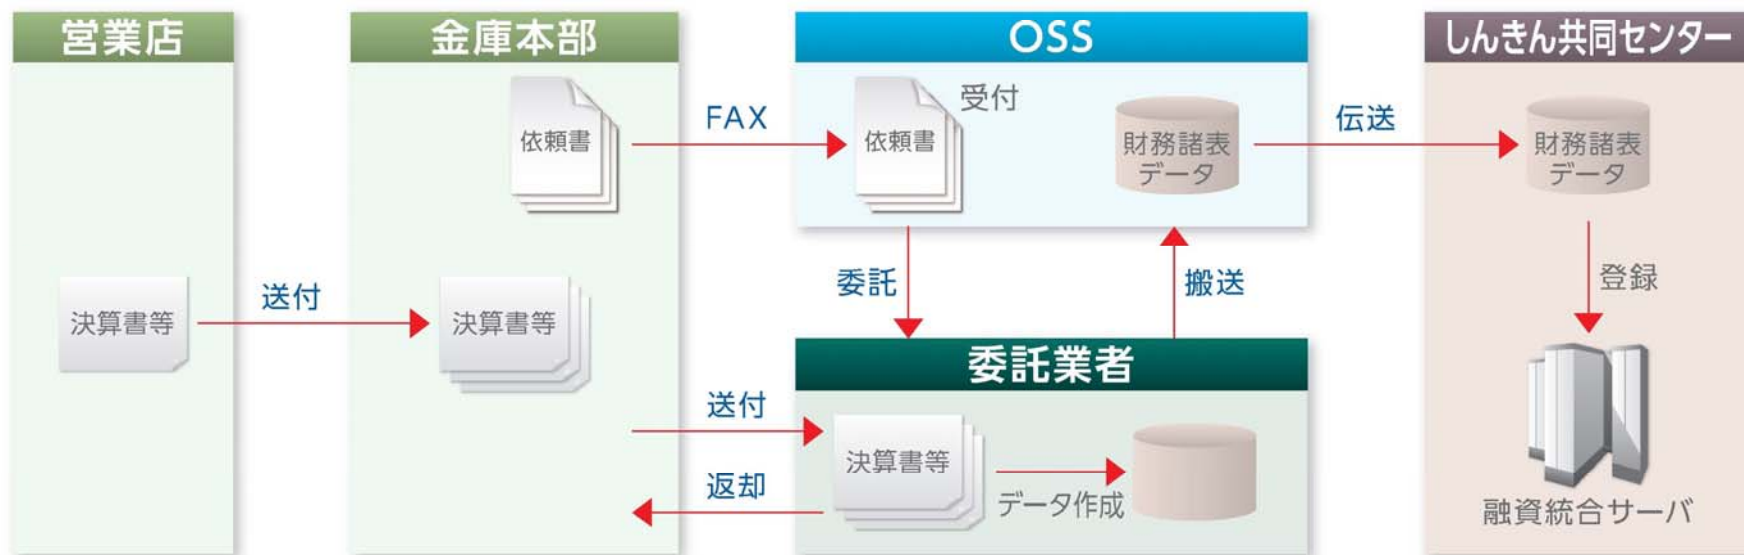 営業店
金庫本部
OSS
しんきん共同センター
依頼書
FAX
依頼書
受付
財務諸表
データ
伝送
財務諸表
データ
決算書等
送付
決算書等
委託
搬送
登録
委託業者
送付
返却
決算書等
データ作成
融資統合サーバ